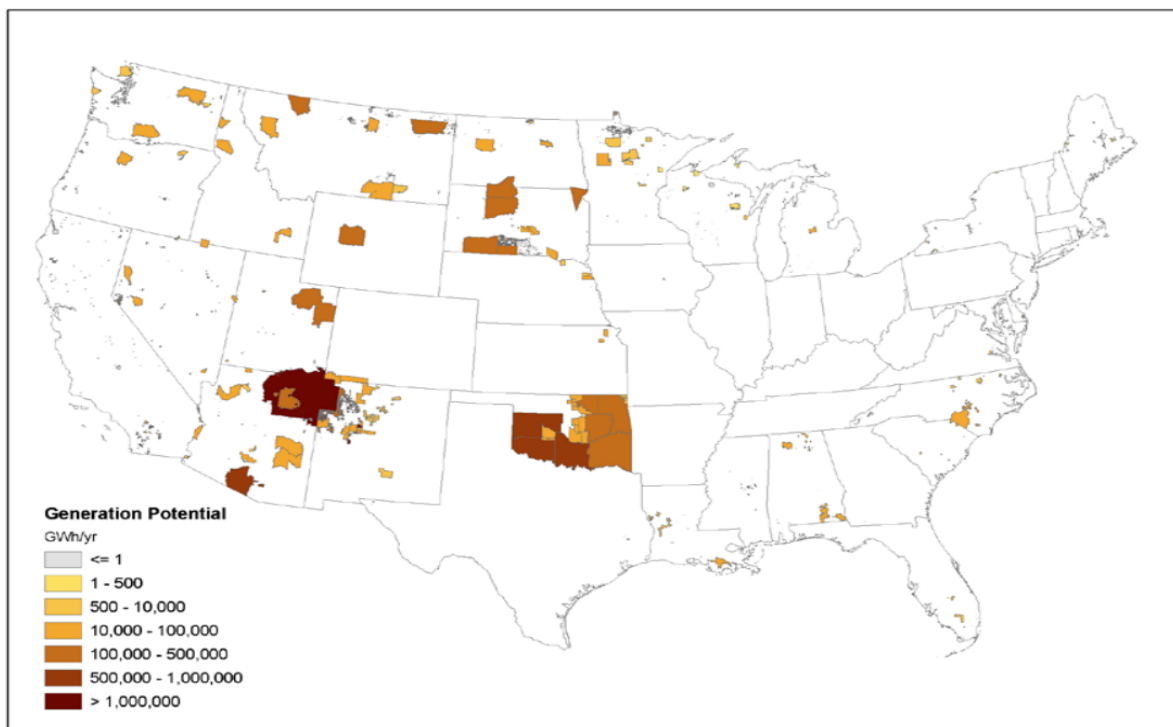 Generation Potential
GWh/yr
<= 1
1 - 500
500 - 10,000
10,000 - 100,000
100,000 - 500,000
500,000 - 1,000,000
> 1,000,000